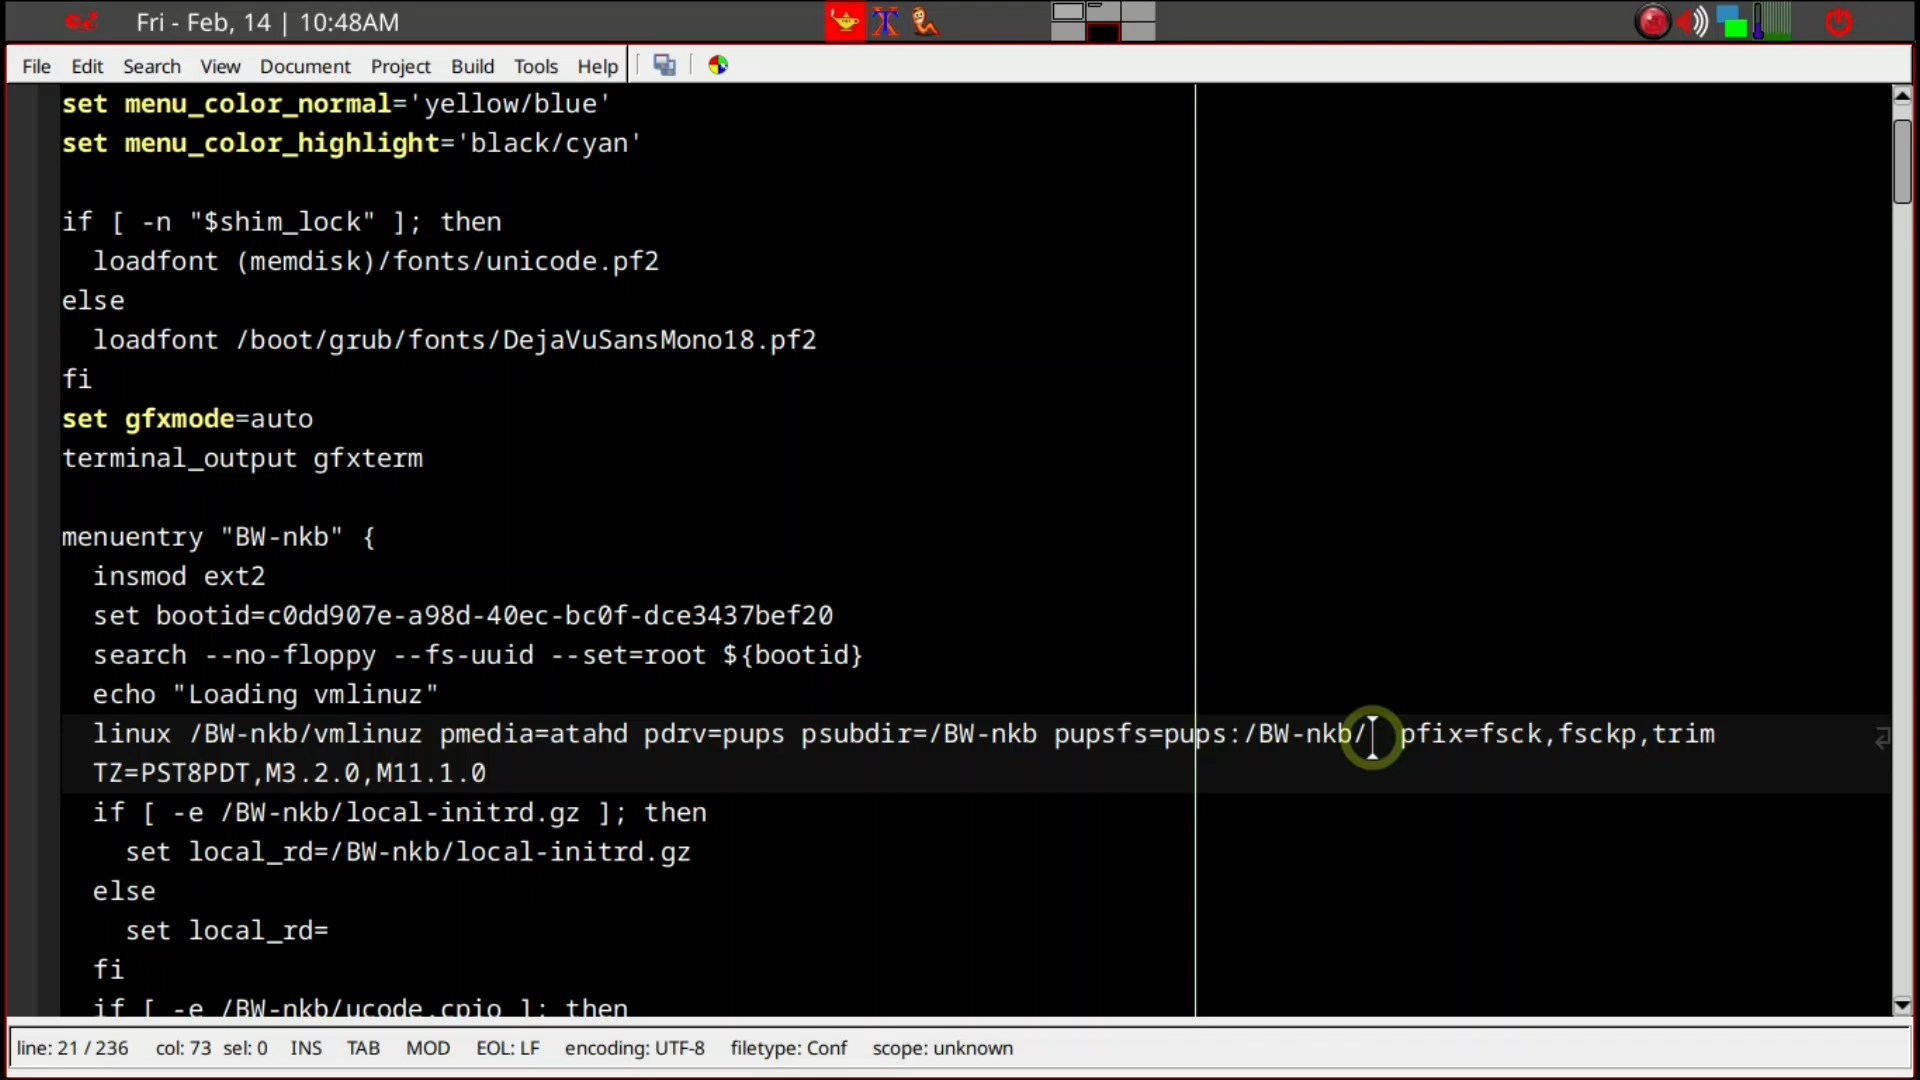 Fri - Feb, 14 | 10:48AM
File Edit Search View Document Project Build Tools Help
set menu_color_normal='yellow/blue'
set menu_color_highlight='black/cyan'
if [ -n "$shim_lock" ]; then
  loadfont (memdisk)/fonts/unicode.pf2
else
  loadfont /boot/grub/fonts/DejaVuSansMono18.pf2
fi
set gfxmode=auto
terminal_output gfxterm
menuentry "BW-nkb" {
  insmod ext2
  set bootid=c0dd907e-a98d-40ec-bc0f-dce3437bef20
  search --no-floppy --fs-uuid --set=root ${bootid}
  echo "Loading vmlinuz"
  linux /BW-nkb/vmlinuz pmedia=atahd pdrv=pups psubdir=/BW-nkb pupsfs=pups:/BW-nkb/  pfix=fsck,fsckp,trim
  TZ=PST8PDT,M3.2.0,M11.1.0
  if [ -e /BW-nkb/local-initrd.gz ]; then
    set local_rd=/BW-nkb/local-initrd.gz
  else
    set local_rd=
  fi
  if [ -e /BW-nkb/ucode.cpio ]; then
line: 21 / 236 col: 73 sel: 0 INS TAB MOD EOL: LF encoding: UTF-8 filetype: Conf scope: unknown